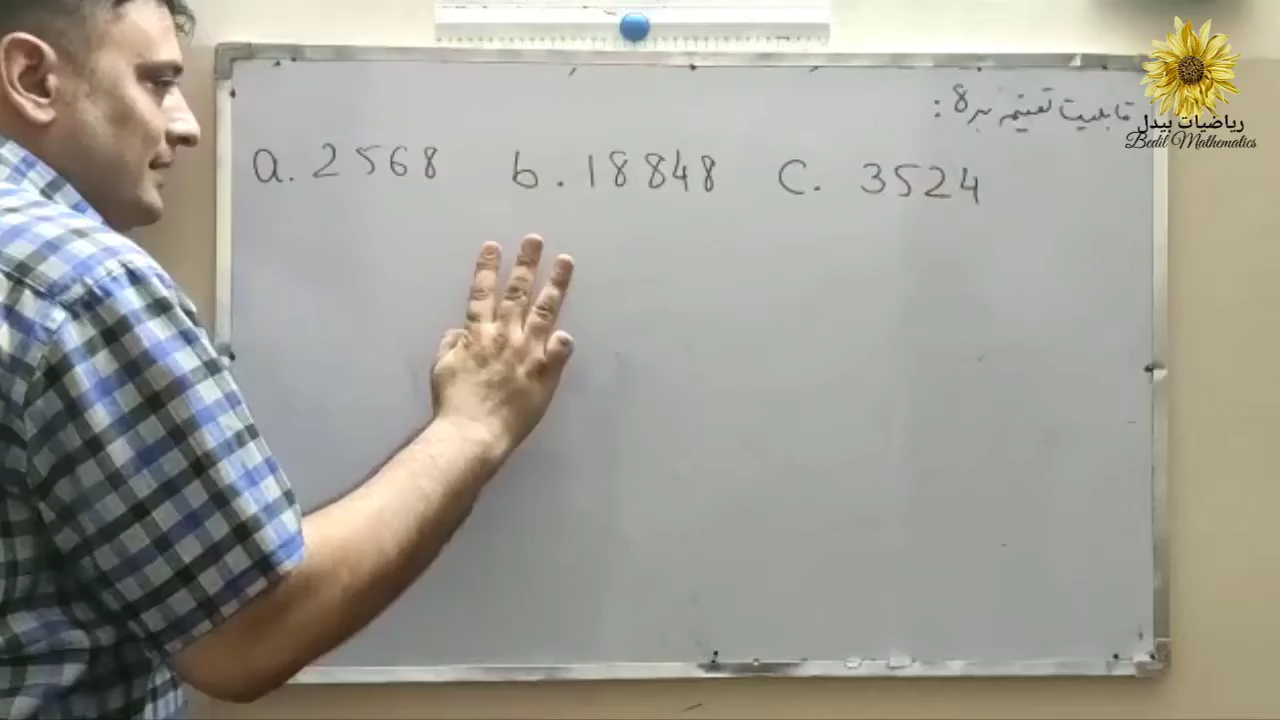 قابلیت تقسیم بر 8 :
a. 2568 b. 18848 c. 3524
ریاضیات بیدل
Bedil Mathematics